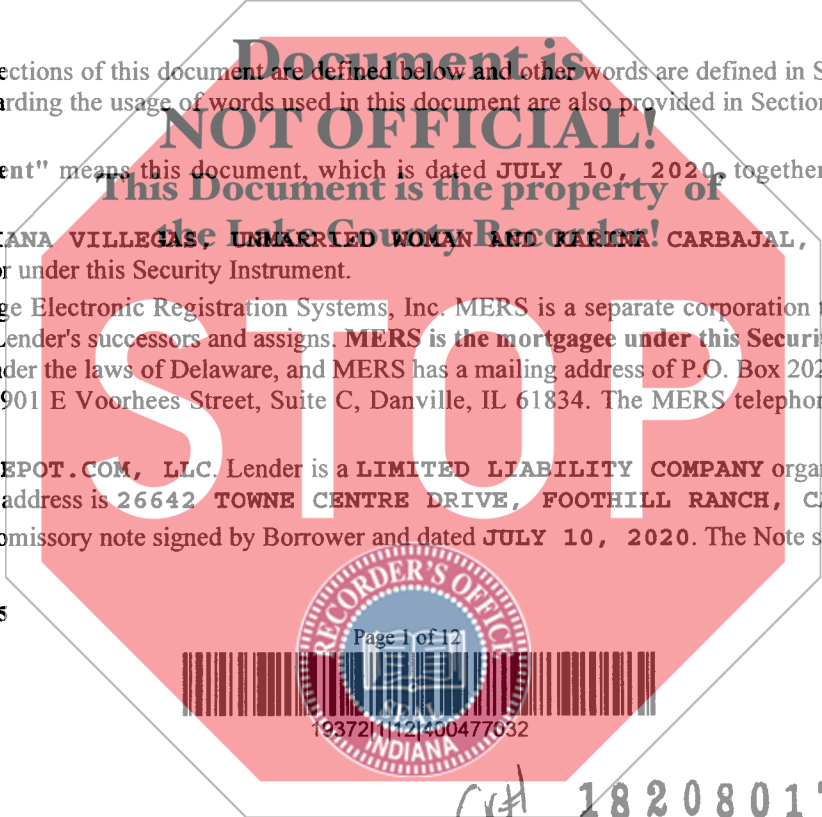 Document is
ections of this document are defined below and other words are defined in S
arding the usage of words used in this document are also provided in Section
NOT OFFICIAL!
ent" means this document, which is dated JULY 10, 2020, together
This Document is the property of
the Lake County Recorder!
IANA VILLEGAS, UNMARRIED WOMAN AND KARINA CARBAJAL,
or under this Security Instrument.
ge Electronic Registration Systems, Inc. MERS is a separate corporation t
Lender's successors and assigns. MERS is the mortgagee under this Securi
der the laws of Delaware, and MERS has a mailing address of P.O. Box 202
901 E Voorhees Street, Suite C, Danville, IL 61834. The MERS telephon
STOP
EPOT.COM, LLC. Lender is a LIMITED LIABILITY COMPANY orga
address is 26642 TOWNE CENTRE DRIVE, FOOTHILL RANCH, CA
omissory note signed by Borrower and dated JULY 10, 2020. The Note s
5
RECORDER'S OFFICE
Page 1 of 12
SEAL
19372|1|12|400477032
INDIANA
1820801